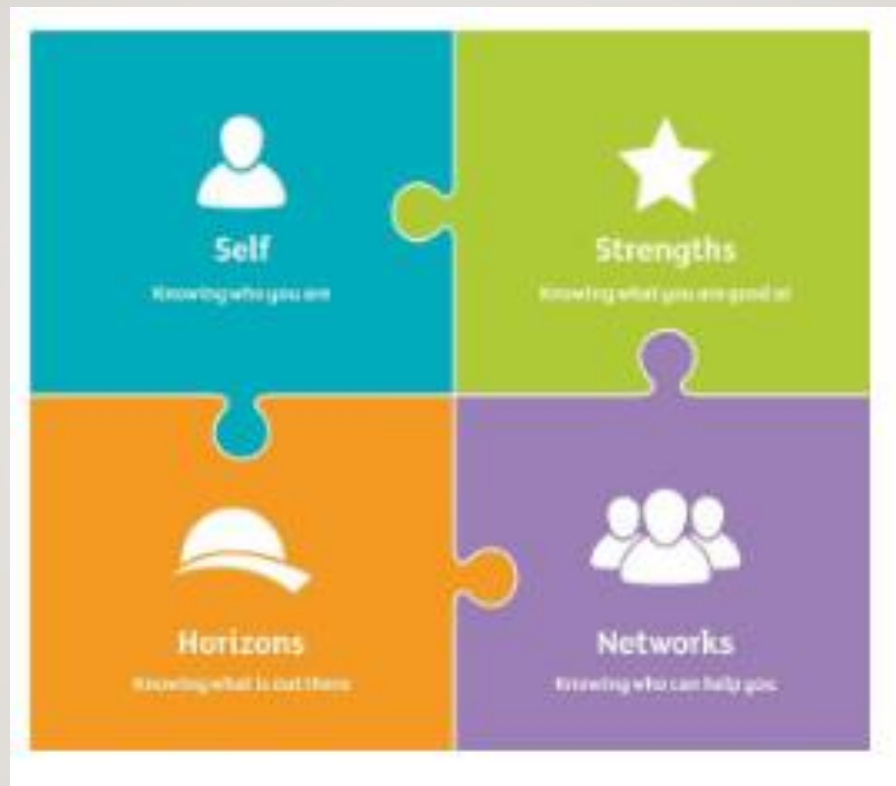 Self
Knowing who you are
Strengths
Knowing what you are good at
Horizons
Knowing what is out there
Networks
Knowing who can help you